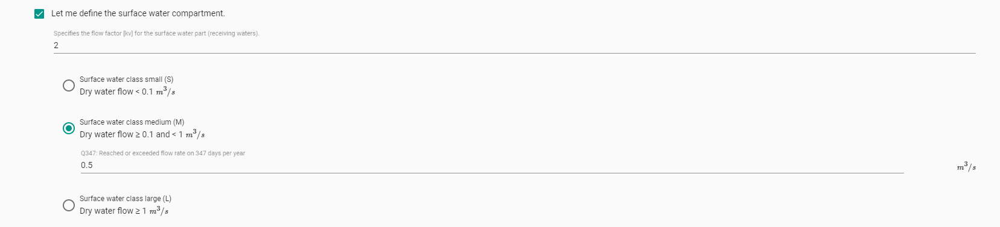 Let me define the surface water compartment.
Specifies the flow factor [kv] for the surface water part (receiving waters).
2
Surface water class small (S)
Dry water flow < 0.1 m³/s
Surface water class medium (M)
Dry water flow ≥ 0.1 and < 1 m³/s
Q347: Reached or exceeded flow rate on 347 days per year
0.5 m³/s
Surface water class large (L)
Dry water flow ≥ 1 m³/s